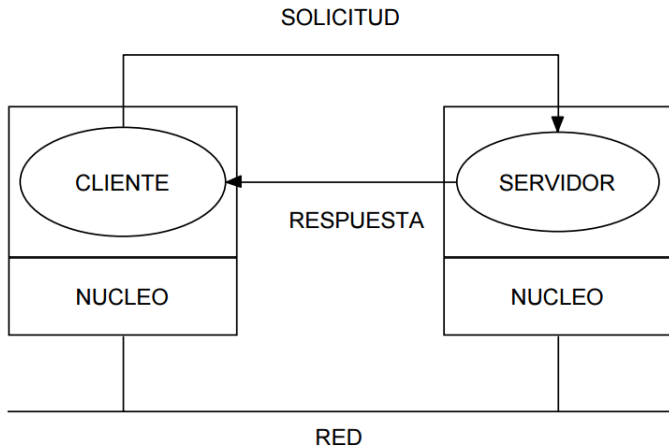 SOLICITUD
CLIENTE
SERVIDOR
RESPUESTA
NUCLEO
NUCLEO
RED